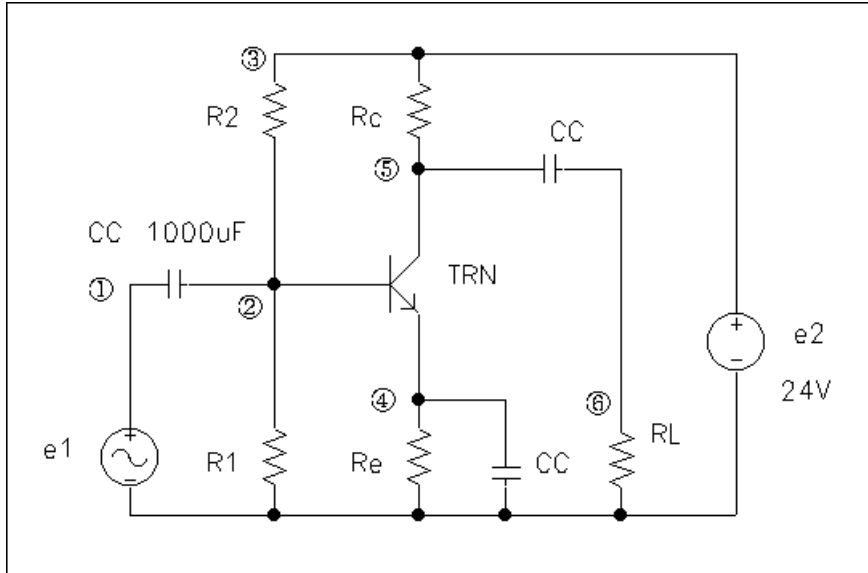 ③
R2
Rc
CC
⑤
CC 1000uF
①
②
TRN
e2
24V
④
⑥
e1
R1
Re
CC
RL